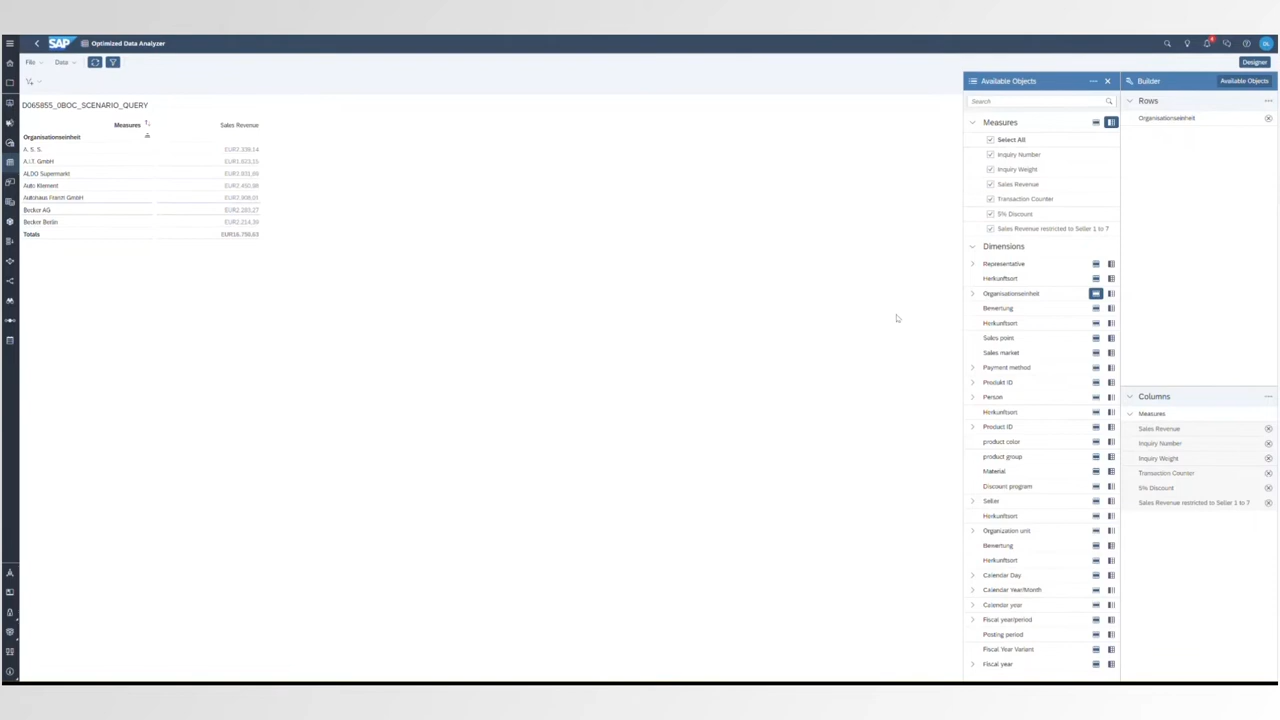 SAP Optimized Data Analyzer
File Data
Designer
D065855_0BOC_SCENARIO_QUERY
Measures Sales Revenue
Organisationseinheit
A. S. S.
A.I.T. GmbH
ALDO Supermarkt
Auto Klement
Autohaus Franzl GmbH
Becker AG
Becker Berlin
Totals
Available Objects
Search
Measures
Select All
Inquiry Number
Inquiry Weight
Sales Revenue
Transaction Counter
5% Discount
Sales Revenue restricted to Seller 1 to 7
Dimensions
Representative
Herkunftsort
Organisationseinheit
Bewertung
Herkunftsort
Sales point
Sales market
Payment method
Produkt ID
Person
Herkunftsort
Product ID
product color
product group
Material
Discount program
Seller
Herkunftsort
Organization unit
Bewertung
Herkunftsort
Calendar Day
Calendar Year/Month
Calendar year
Fiscal year/period
Posting period
Fiscal Year Variant
Fiscal year
Builder Available Objects
Rows
Organisationseinheit
Columns
Measures
Sales Revenue
Inquiry Number
Inquiry Weight
Transaction Counter
5% Discount
Sales Revenue restricted to Seller 1 to 7